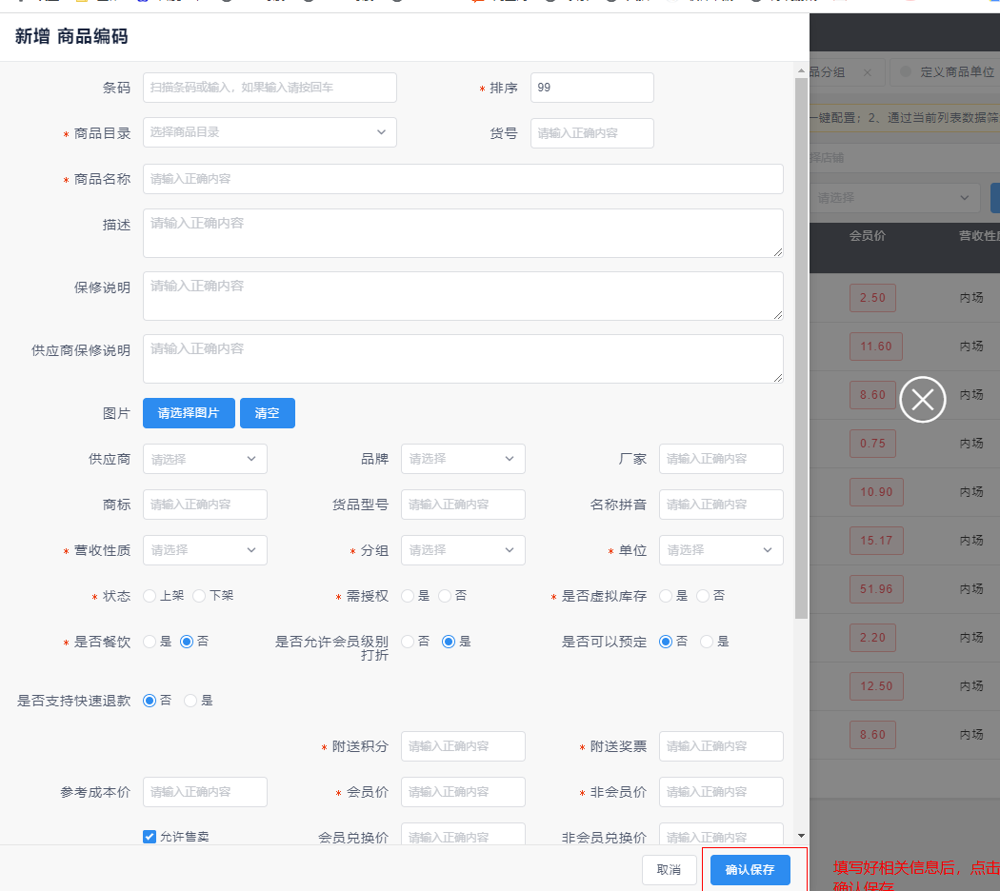 新增 商品编码
条码 扫描条码或输入，如果输入请按回车 * 排序 99
* 商品目录 选择商品目录 货号 请输入正确内容
* 商品名称 请输入正确内容
描述 请输入正确内容
保修说明 请输入正确内容
供应商保修说明 请输入正确内容
图片 请选择图片 清空
供应商 请选择 品牌 请选择 厂家 请输入正确内容
商标 请输入正确内容 货品型号 请输入正确内容 名称拼音 请输入正确内容
* 营收性质 请选择 * 分组 请选择 * 单位 请选择
* 状态 上架 下架 * 需授权 是 否 * 是否虚拟库存 是 否
* 是否餐饮 是 否 是否允许会员级别 否 是 是否可以预定 否 是
打折
是否支持快速退款 否 是
* 附送积分 请输入正确内容 * 附送奖票 请输入正确内容
参考成本价 请输入正确内容 * 会员价 请输入正确内容 * 非会员价 请输入正确内容
允许售卖 会员兑换价 请输入正确内容 非会员兑换价 请输入正确内容
取消 确认保存
品分组 × 定义商品单位
一键配置；2、通过当前列表数据筛
择店铺
请选择
会员价 营收性质
2.50 内场
11.60 内场
8.60 内场
0.75 内场
10.90 内场
15.17 内场
51.96 内场
2.20 内场
12.50 内场
8.60 内场
填写好相关信息后，点击
确认保存